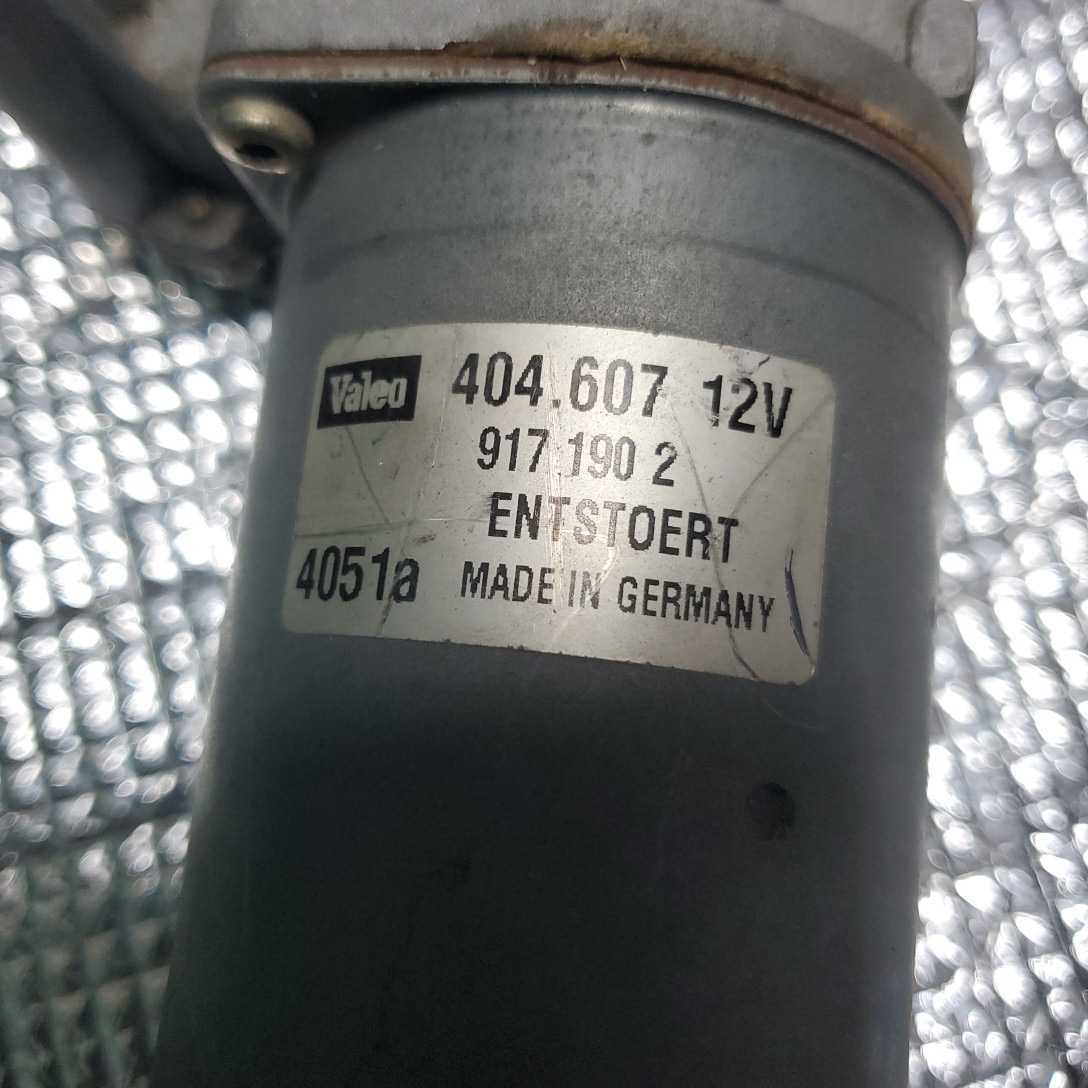 Valeo 404.607 12V
917 190 2
ENTSTOERT
4051a MADE IN GERMANY